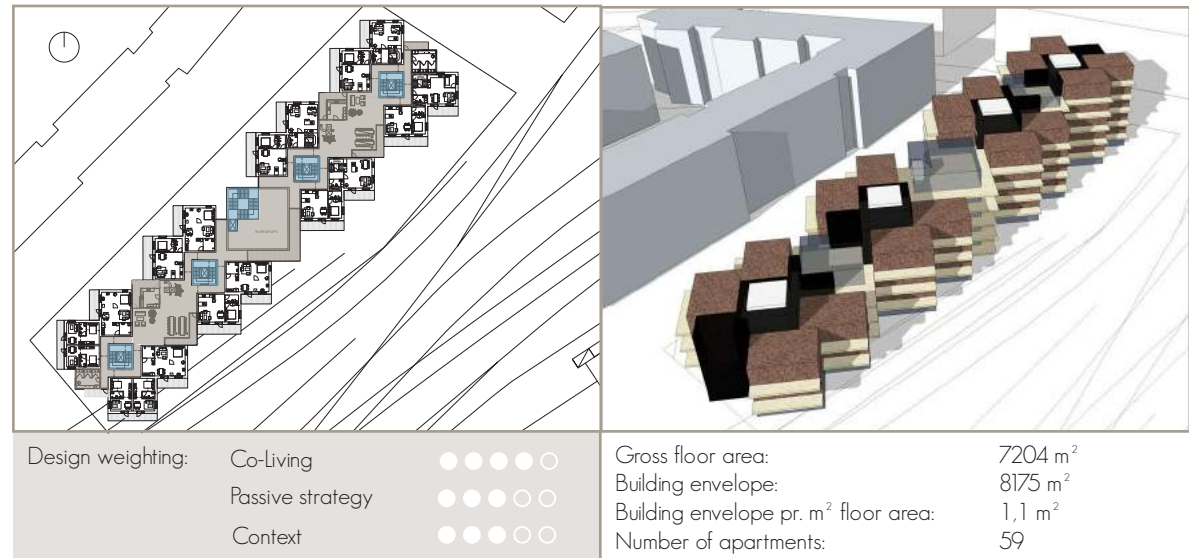 WORKSHOPS
Design weighting:
Co-Living
Passive strategy
Context
Gross floor area: 7204 m²
Building envelope: 8175 m²
Building envelope pr. m² floor area: 1,1 m²
Number of apartments: 59